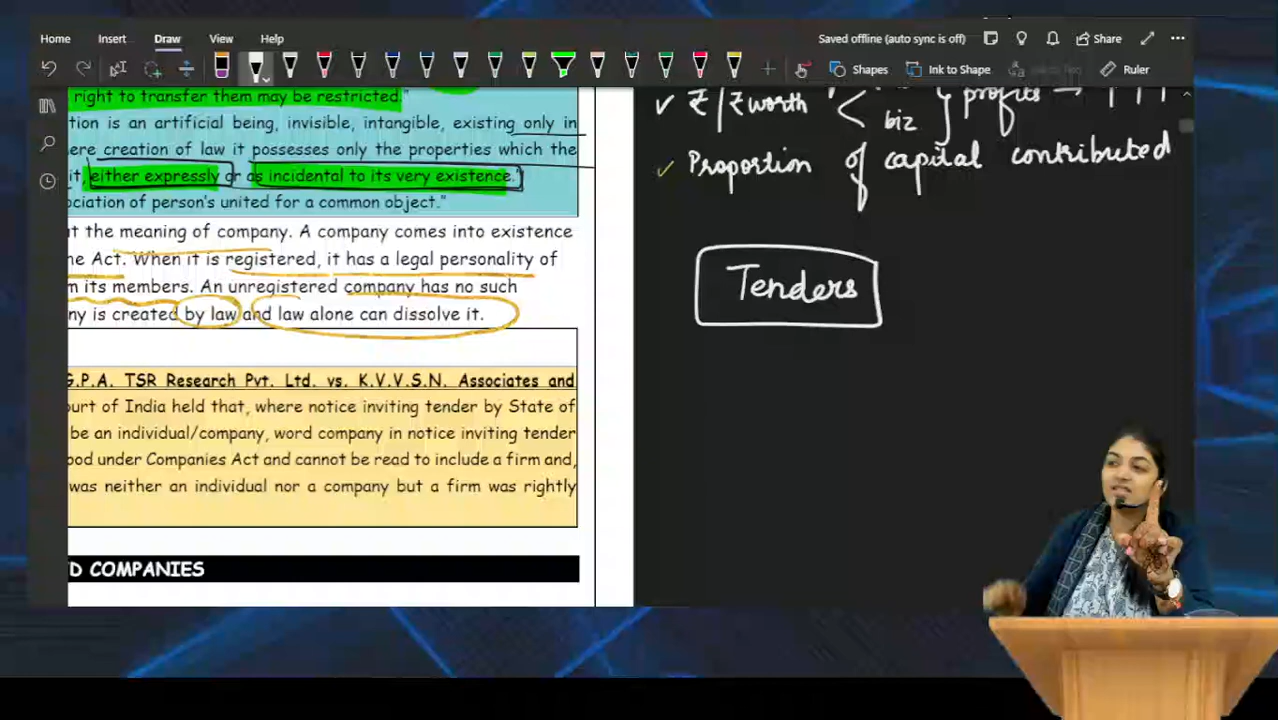 Home Insert Draw View Help Saved offline (auto sync is off) Share
Shapes Ink to Shape Ruler
right to transfer them may be restricted."
tion is an artificial being, invisible, intangible, existing only in
ere creation of law it possesses only the properties which the
it, either expressly or as incidental to its very existence."
ociation of person's united for a common object."
at the meaning of company. A company comes into existence
he Act. When it is registered, it has a legal personality of
m its members. An unregistered company has no such
ny is created by law and law alone can dissolve it.
G.P.A. TSR Research Pvt. Ltd. vs. K.V.V.S.N. Associates and
ourt of India held that, where notice inviting tender by State of
be an individual/company, word company in notice inviting tender
ood under Companies Act and cannot be read to include a firm and,
was neither an individual nor a company but a firm was rightly
D COMPANIES
₹/₹worth profits →
biz
Proportion of capital contributed
Tenders